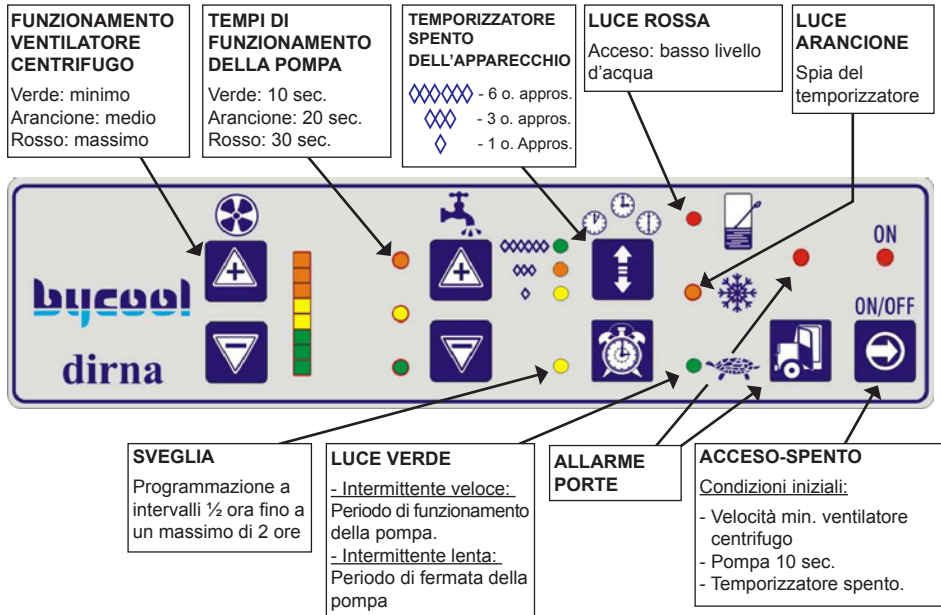 FUNZIONAMENTO
VENTILATORE
CENTRIFUGO
Verde: minimo
Arancione: medio
Rosso: massimo
TEMPI DI
FUNZIONAMENTO
DELLA POMPA
Verde: 10 sec.
Arancione: 20 sec.
Rosso: 30 sec.
TEMPORIZZATORE
SPENTO
DELL'APPARECCHIO
- 6 o. appros.
- 3 o. appros.
- 1 o. Appros.
LUCE ROSSA
Acceso: basso livello
d'acqua
LUCE
ARANCIONE
Spia del
temporizzatore
ON
bycool
ON/OFF
dirna
SVEGLIA
Programmazione a
intervalli ½ ora fino a
un massimo di 2 ore
LUCE VERDE
- Intermittente veloce:
Periodo di funzionamento
della pompa.
- Intermittente lenta:
Periodo di fermata della
pompa
ALLARME
PORTE
ACCESO-SPENTO
Condizioni iniziali:
- Velocità min. ventilatore
centrifugo
- Pompa 10 sec.
- Temporizzatore spento.